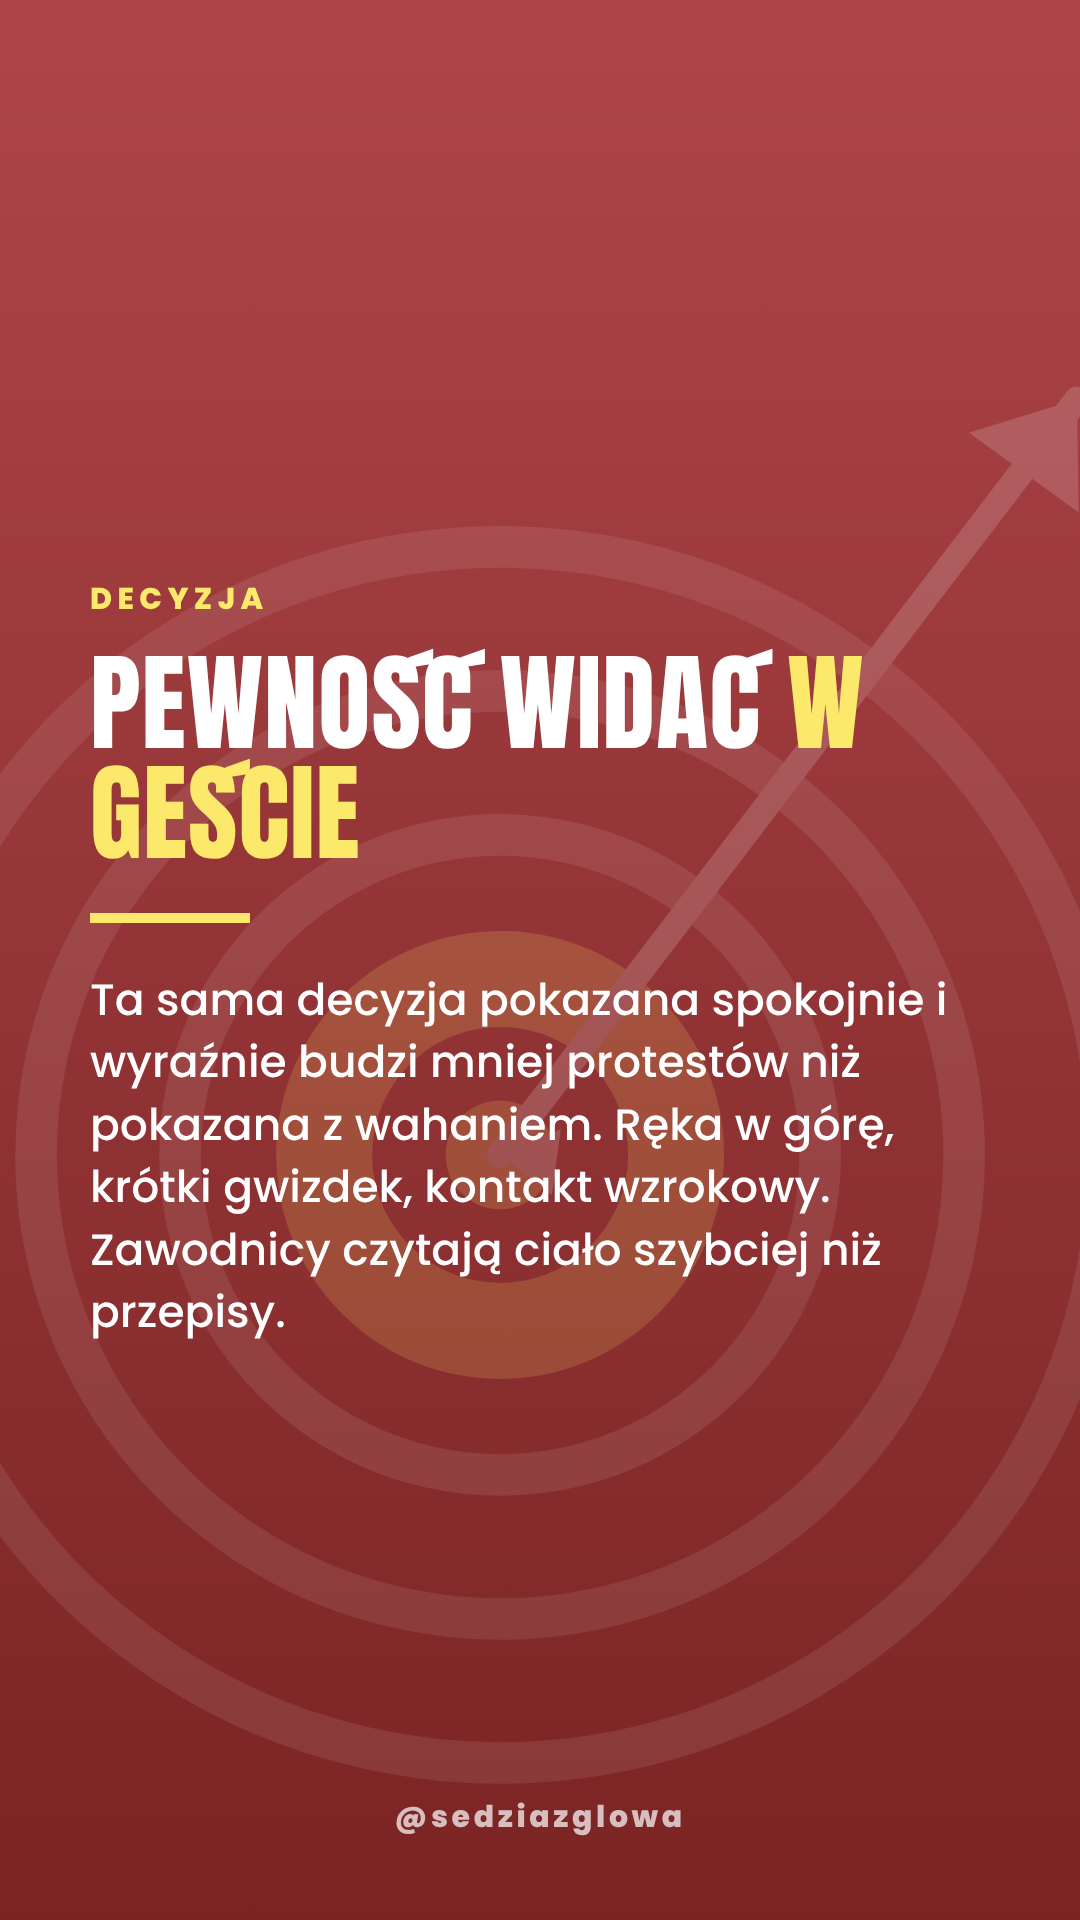 DECYZJA
PEWNOŚĆ WIDAĆ W
GEŚCIE
Ta sama decyzja pokazana spokojnie i
wyraźnie budzi mniej protestów niż
pokazana z wahaniem. Ręka w górę,
krótki gwizdek, kontakt wzrokowy.
Zawodnicy czytają ciało szybciej niż
przepisy.
@sedziazglowa